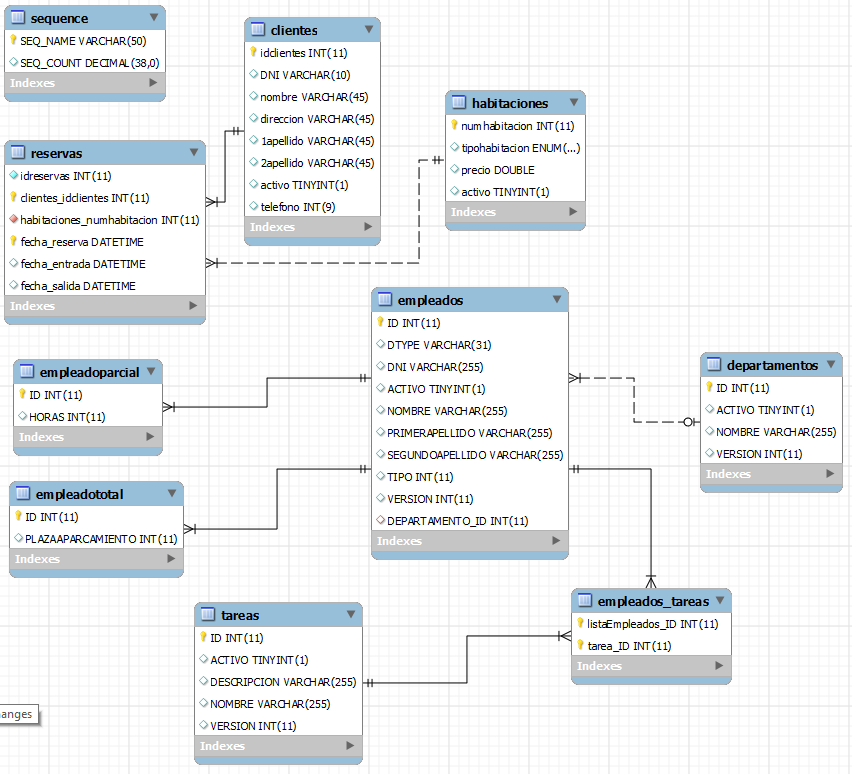 sequence
SEQ_NAME VARCHAR(50)
SEQ_COUNT DECIMAL(38,0)
Indexes
clientes
idclientes INT(11)
DNI VARCHAR(10)
nombre VARCHAR(45)
direccion VARCHAR(45)
1apellido VARCHAR(45)
2apellido VARCHAR(45)
activo TINYINT(1)
telefono INT(9)
Indexes
habitaciones
numhabitacion INT(11)
tipohabitacion ENUM(...)
precio DOUBLE
activo TINYINT(1)
Indexes
reservas
idreservas INT(11)
clientes_idclientes INT(11)
habitaciones_numhabitacion INT(11)
fecha_reserva DATETIME
fecha_entrada DATETIME
fecha_salida DATETIME
Indexes
empleados
ID INT(11)
DTYPE VARCHAR(31)
DNI VARCHAR(255)
ACTIVO TINYINT(1)
NOMBRE VARCHAR(255)
PRIMERAPELLIDO VARCHAR(255)
SEGUNDOAPELLIDO VARCHAR(255)
TIPO INT(11)
VERSION INT(11)
DEPARTAMENTO_ID INT(11)
Indexes
empleadoparcial
ID INT(11)
HORAS INT(11)
Indexes
departamentos
ID INT(11)
ACTIVO TINYINT(1)
NOMBRE VARCHAR(255)
VERSION INT(11)
Indexes
empleadototal
ID INT(11)
PLAZAAPARCAMIENTO INT(11)
Indexes
tareas
ID INT(11)
ACTIVO TINYINT(1)
DESCRIPCION VARCHAR(255)
NOMBRE VARCHAR(255)
VERSION INT(11)
Indexes
empleados_tareas
listaEmpleados_ID INT(11)
tarea_ID INT(11)
Indexes
anges